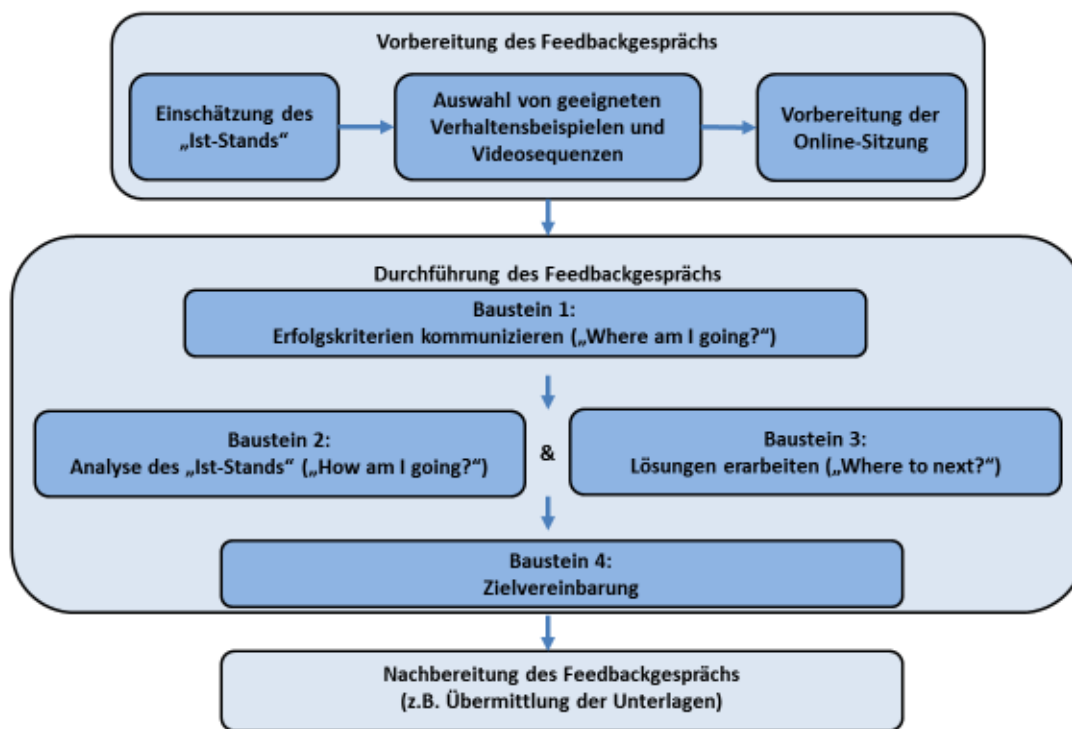 Vorbereitung des Feedbackgesprächs
Einschätzung des
„Ist-Stands“
Auswahl von geeigneten
Verhaltensbeispielen und
Videosequenzen
Vorbereitung der
Online-Sitzung
Durchführung des Feedbackgesprächs
Baustein 1:
Erfolgskriterien kommunizieren („Where am I going?“)
Baustein 2:
Analyse des „Ist-Stands“ („How am I going?“)
&
Baustein 3:
Lösungen erarbeiten („Where to next?“)
Baustein 4:
Zielvereinbarung
Nachbereitung des Feedbackgesprächs
(z.B. Übermittlung der Unterlagen)